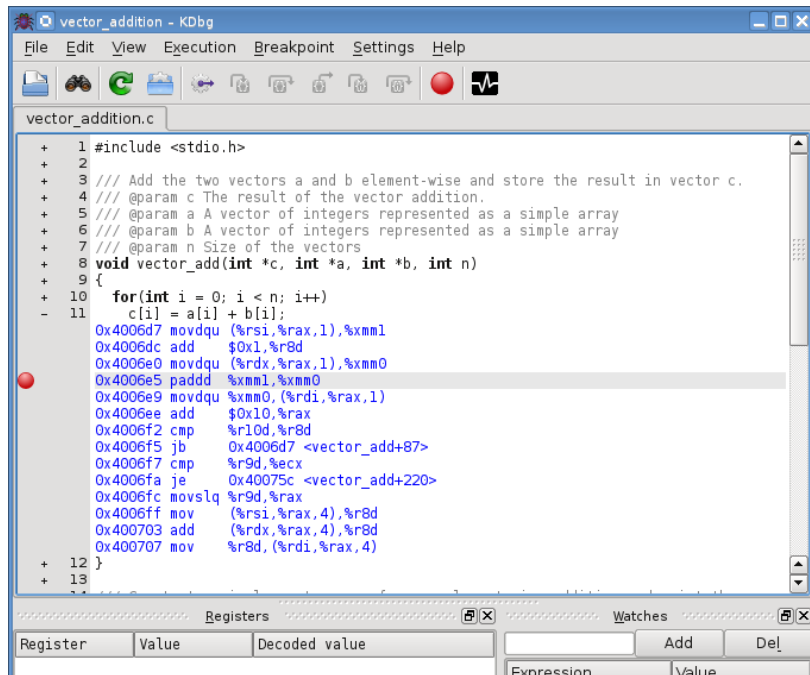 vector_addition – KDbg
File Edit View Execution Breakpoint Settings Help
vector_addition.c
+ 1 #include <stdio.h>
+ 2
+ 3 /// Add the two vectors a and b element-wise and store the result in vector c.
+ 4 /// @param c The result of the vector addition.
+ 5 /// @param a A vector of integers represented as a simple array
+ 6 /// @param b A vector of integers represented as a simple array
+ 7 /// @param n Size of the vectors
+ 8 void vector_add(int *c, int *a, int *b, int n)
+ 9 {
+ 10 for(int i = 0; i < n; i++)
– 11 c[i] = a[i] + b[i];
0x4006d7 movdqu (%rsi,%rax,1),%xmm1
0x4006dc add $0x1,%r8d
0x4006e0 movdqu (%rdx,%rax,1),%xmm0
0x4006e5 paddd %xmm1,%xmm0
0x4006e9 movdqu %xmm0,(%rdi,%rax,1)
0x4006ee add $0x10,%rax
0x4006f2 cmp %r10d,%r8d
0x4006f5 jb 0x4006d7 <vector_add+87>
0x4006f7 cmp %r9d,%ecx
0x4006fa je 0x40075c <vector_add+220>
0x4006fc movslq %r9d,%rax
0x4006ff mov (%rsi,%rax,4),%r8d
0x400703 add (%rdx,%rax,4),%r8d
0x400707 mov %r8d,(%rdi,%rax,4)
+ 12 }
+ 13
Registers Watches
Register Value Decoded value Add Del
Expression Value